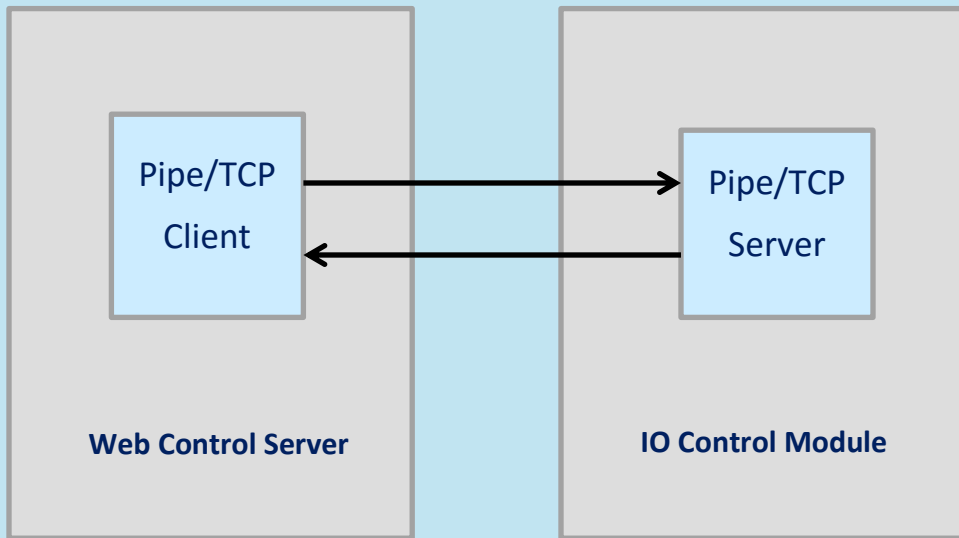 Pipe/TCP
Client
Pipe/TCP
Server
Web Control Server
IO Control Module